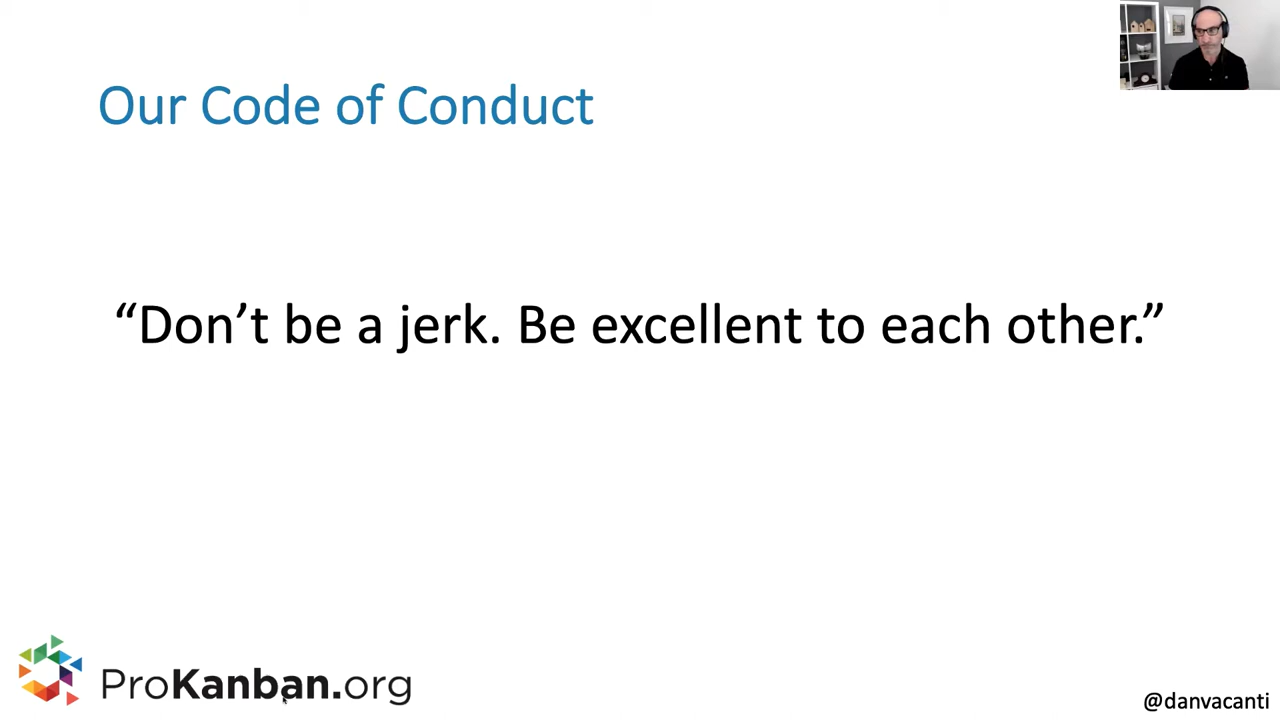 Our Code of Conduct
“Don’t be a jerk. Be excellent to each other.”
ProKanban.org
@danvacanti